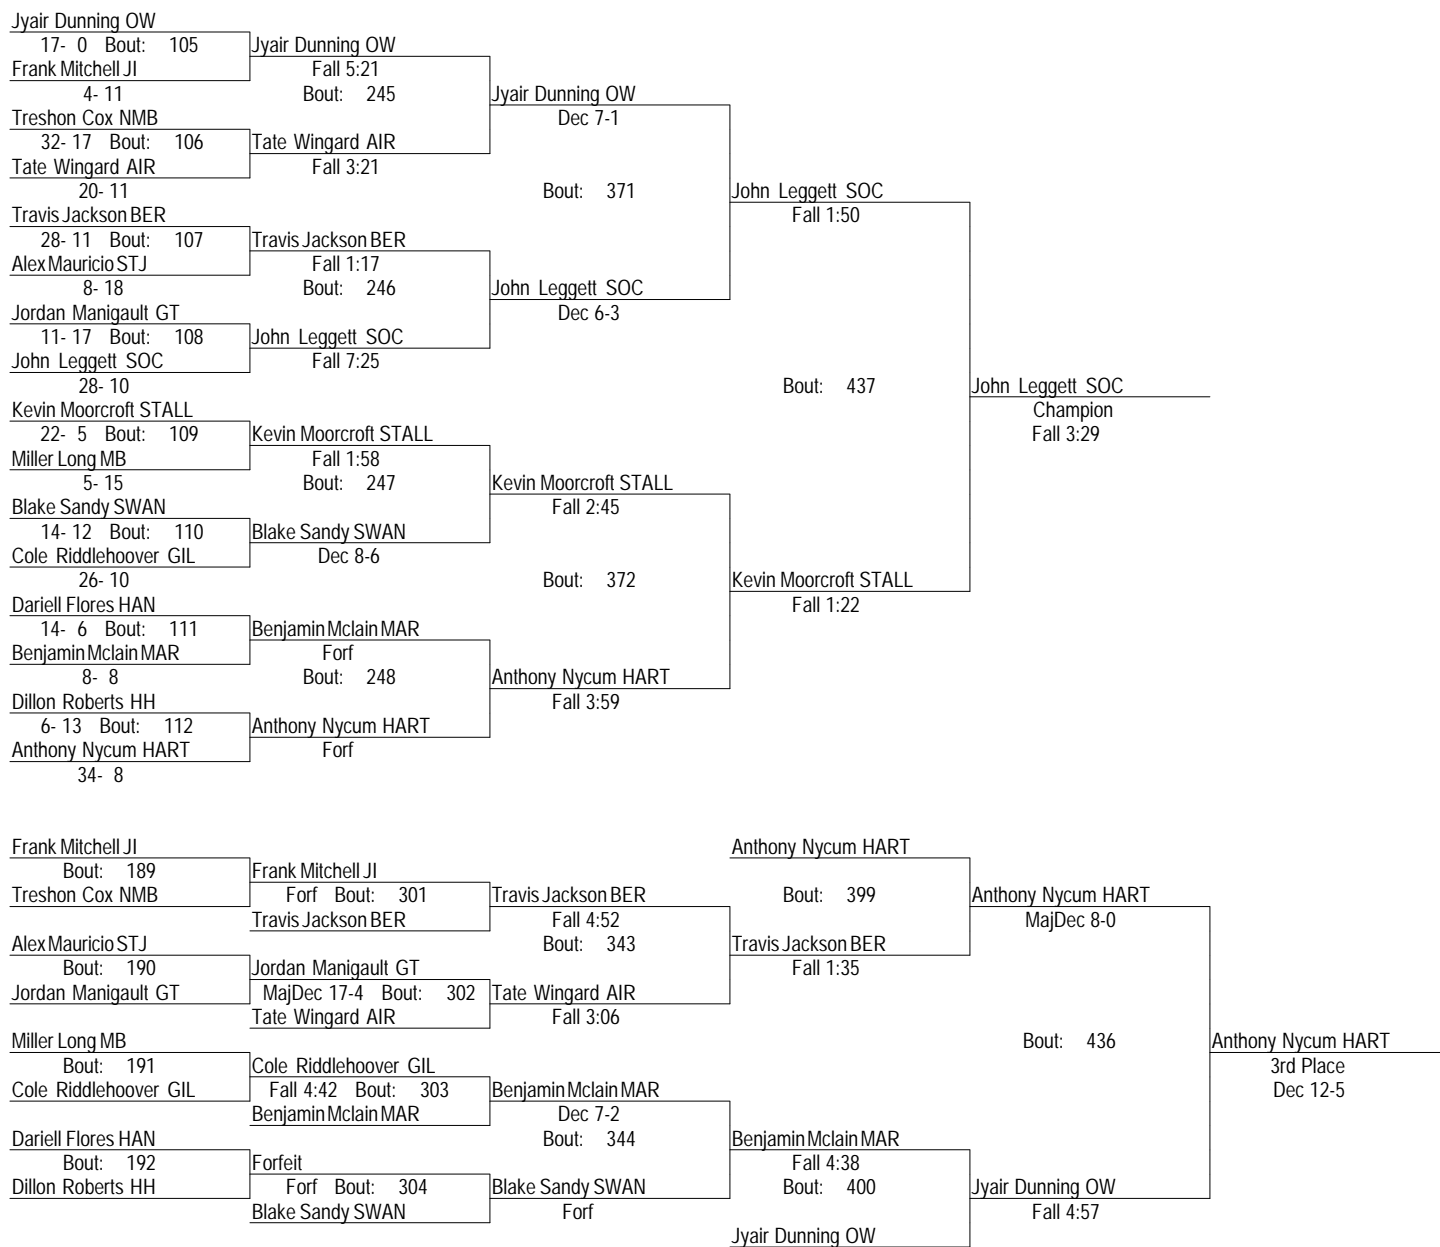 Jyair Dunning OW
17- 0 Bout: 105 Jyair Dunning OW
Frank Mitchell JI Fall 5:21
4- 11 Bout: 245 Jyair Dunning OW
Treshon Cox NMB Dec 7-1
32- 17 Bout: 106 Tate Wingard AIR
Tate Wingard AIR Fall 3:21
20- 11 Bout: 371 John Leggett SOC
Travis Jackson BER Fall 1:50
28- 11 Bout: 107 Travis Jackson BER
Alex Mauricio STJ Fall 1:17
8- 18 Bout: 246 John Leggett SOC
Jordan Manigault GT Dec 6-3
11- 17 Bout: 108 John Leggett SOC
John Leggett SOC Fall 7:25
28- 10 Bout: 437 John Leggett SOC
Kevin Moorcroft STALL Champion
22- 5 Bout: 109 Kevin Moorcroft STALL Fall 3:29
Miller Long MB Fall 1:58
5- 15 Bout: 247 Kevin Moorcroft STALL
Blake Sandy SWAN Fall 2:45
14- 12 Bout: 110 Blake Sandy SWAN
Cole Riddlehoover GIL Dec 8-6
26- 10 Bout: 372 Kevin Moorcroft STALL
Dariell Flores HAN Fall 1:22
14- 6 Bout: 111 Benjamin Mclain MAR
Benjamin Mclain MAR Forf
8- 8 Bout: 248 Anthony Nycum HART
Dillon Roberts HH Fall 3:59
6- 13 Bout: 112 Anthony Nycum HART
Anthony Nycum HART Forf
34- 8
Frank Mitchell JI Anthony Nycum HART
Bout: 189 Frank Mitchell JI
Treshon Cox NMB Forf Bout: 301 Travis Jackson BER Bout: 399 Anthony Nycum HART
Travis Jackson BER Fall 4:52 MajDec 8-0
Alex Mauricio STJ Bout: 343 Travis Jackson BER
Bout: 190 Jordan Manigault GT Fall 1:35
Jordan Manigault GT MajDec 17-4 Bout: 302 Tate Wingard AIR
Tate Wingard AIR Fall 3:06
Miller Long MB Bout: 436 Anthony Nycum HART
Bout: 191 Cole Riddlehoover GIL 3rd Place
Cole Riddlehoover GIL Fall 4:42 Bout: 303 Benjamin Mclain MAR Dec 12-5
Benjamin Mclain MAR Dec 7-2
Dariell Flores HAN Bout: 344 Benjamin Mclain MAR
Bout: 192 Forfeit Fall 4:38
Dillon Roberts HH Forf Bout: 304 Blake Sandy SWAN Bout: 400 Jyair Dunning OW
Blake Sandy SWAN Forf Fall 4:57
Jyair Dunning OW